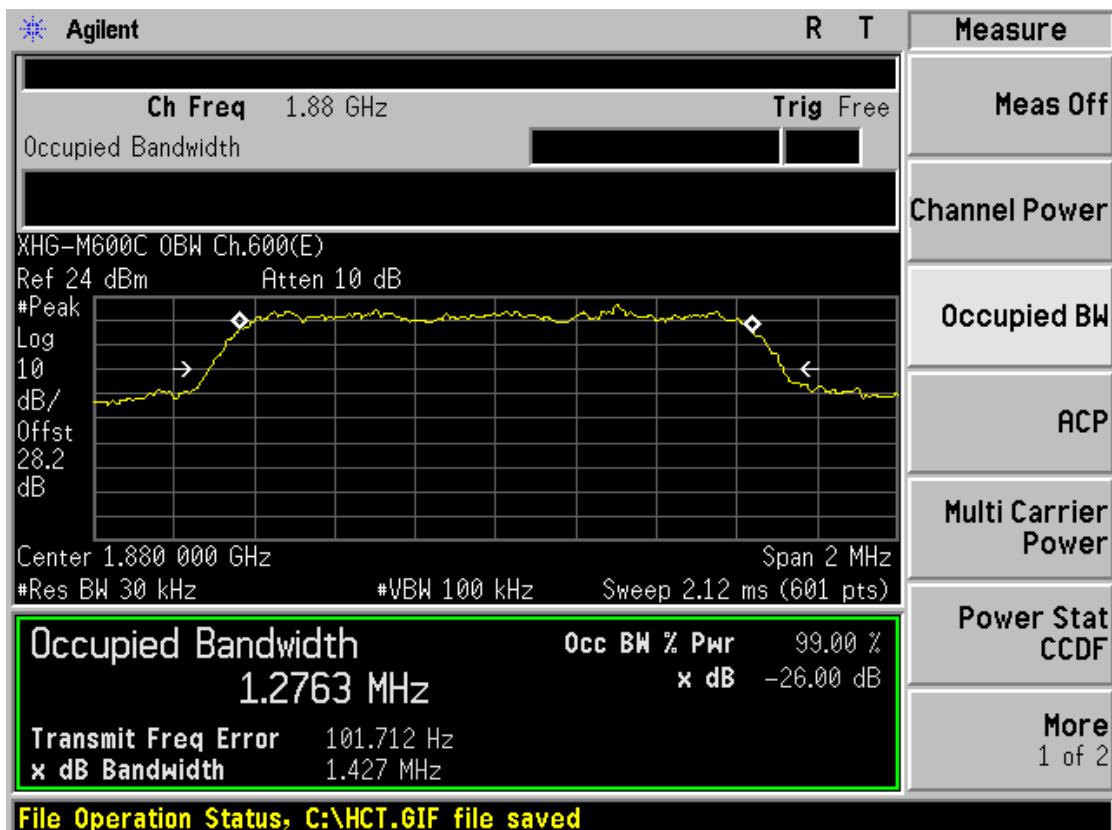 Agilent R T Measure
Ch Freq 1.88 GHz Trig Free
Occupied Bandwidth
Meas Off
Channel Power
XHG-M600C OBW Ch.600(E)
Ref 24 dBm Atten 10 dB
#Peak
Log
10
dB/
Offst
28.2
dB
Occupied BW
ACP
Multi Carrier
Power
Center 1.880 000 GHz Span 2 MHz
#Res BW 30 kHz #VBW 100 kHz Sweep 2.12 ms (601 pts)
Occupied Bandwidth Occ BW % Pwr 99.00 %
1.2763 MHz x dB -26.00 dB
Transmit Freq Error 101.712 Hz
x dB Bandwidth 1.427 MHz
Power Stat
CCDF
More
1 of 2
File Operation Status, C:\HCT.GIF file saved